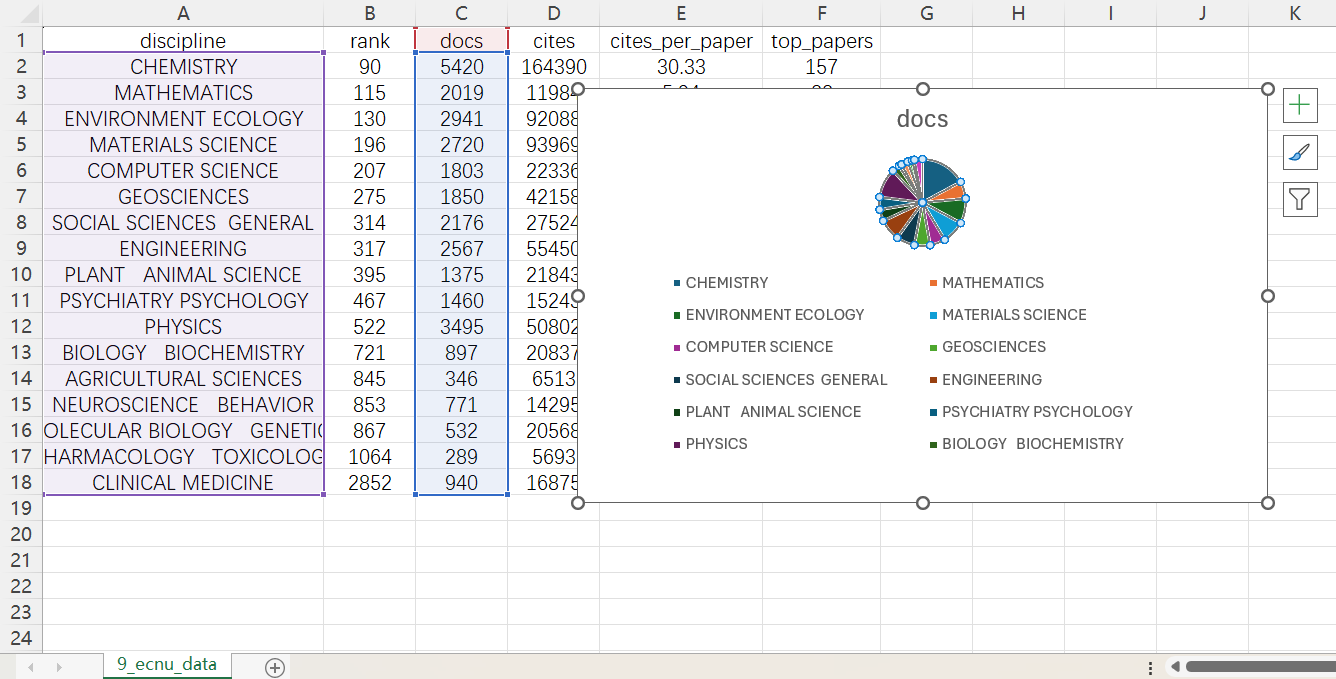 A B C D E F G H I J K
1 discipline rank docs cites cites_per_paper top_papers
2 CHEMISTRY 90 5420 164390 30.33 157
3 MATHEMATICS 115 2019 1198
4 ENVIRONMENT ECOLOGY 130 2941 92088
5 MATERIALS SCIENCE 196 2720 93969
6 COMPUTER SCIENCE 207 1803 22336
7 GEOSCIENCES 275 1850 42158
8 SOCIAL SCIENCES GENERAL 314 2176 27524
9 ENGINEERING 317 2567 55450
10 PLANT ANIMAL SCIENCE 395 1375 21843
11 PSYCHIATRY PSYCHOLOGY 467 1460 15245
12 PHYSICS 522 3495 50802
13 BIOLOGY BIOCHEMISTRY 721 897 20837
14 AGRICULTURAL SCIENCES 845 346 6513
15 NEUROSCIENCE BEHAVIOR 853 771 14295
16 OLECULAR BIOLOGY GENETIC 867 532 20568
17 HARMACOLOGY TOXICOLOG 1064 289 5693
18 CLINICAL MEDICINE 2852 940 16875
19
20
21
22
23
24
docs
CHEMISTRY MATHEMATICS
ENVIRONMENT ECOLOGY MATERIALS SCIENCE
COMPUTER SCIENCE GEOSCIENCES
SOCIAL SCIENCES GENERAL ENGINEERING
PLANT ANIMAL SCIENCE PSYCHIATRY PSYCHOLOGY
PHYSICS BIOLOGY BIOCHEMISTRY
9_ecnu_data